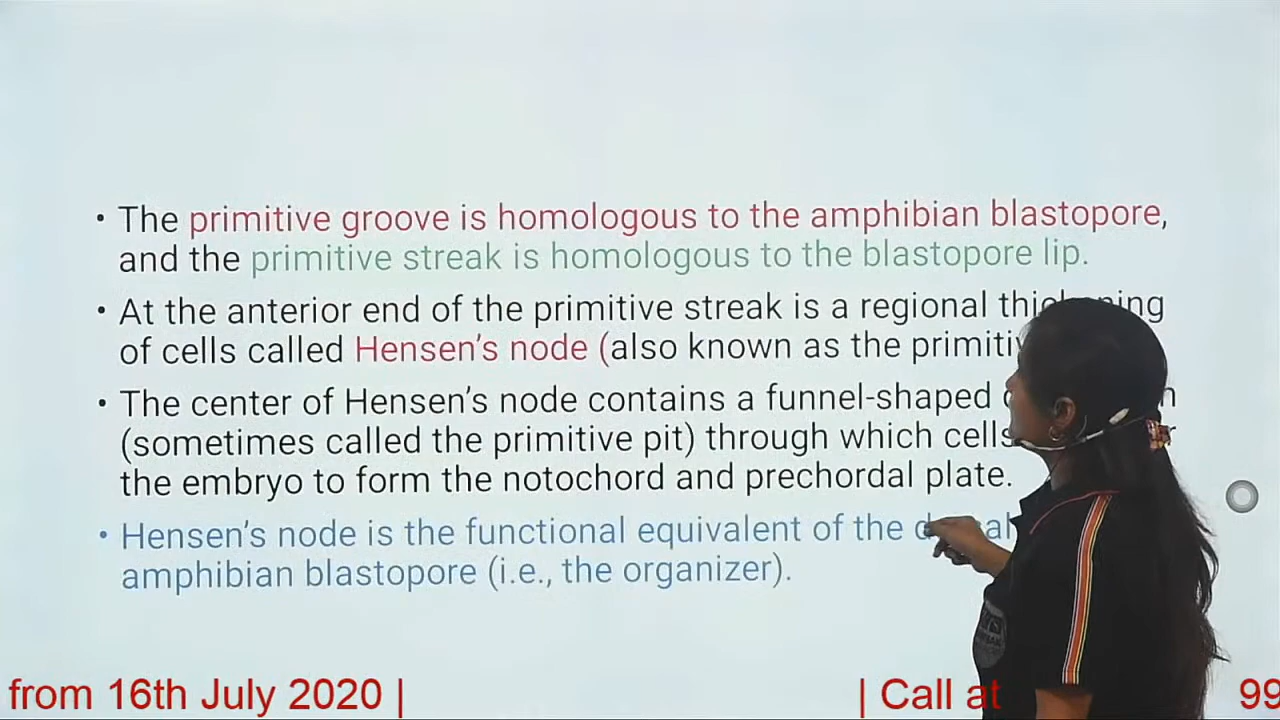 • The primitive groove is homologous to the amphibian blastopore,
and the primitive streak is homologous to the blastopore lip.
• At the anterior end of the primitive streak is a regional thickening
of cells called Hensen's node (also known as the
• The center of Hensen's node contains a funnel-shaped
(sometimes called the primitive pit) through which cells
the embryo to form the notochord and prechordal plate.
• Hensen's node is the functional equivalent of the dorsal
amphibian blastopore (i.e., the organizer).
from 16th July 2020 | | Call at 99